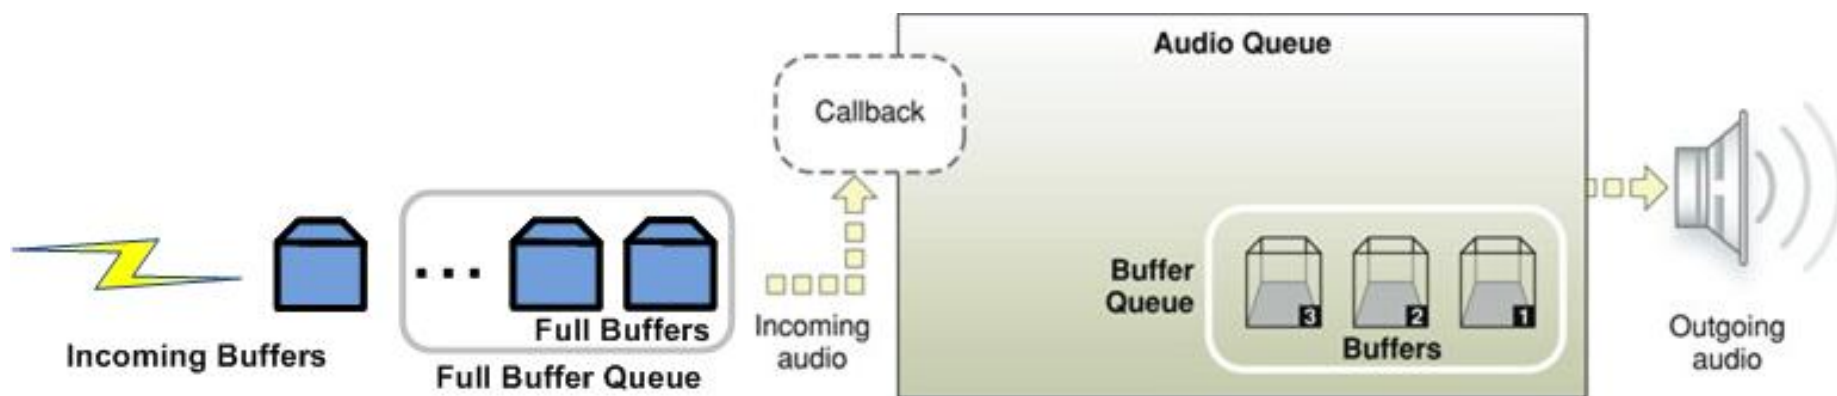 Audio Queue
Callback
Incoming Buffers
Full Buffers
Full Buffer Queue
Incoming
audio
Buffer
Queue
3
2
1
Buffers
Outgoing
audio